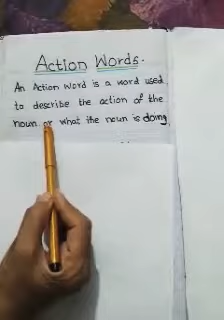 Action Words.
An Action word is a word used
to describe the action of the
noun or what the noun is doing.